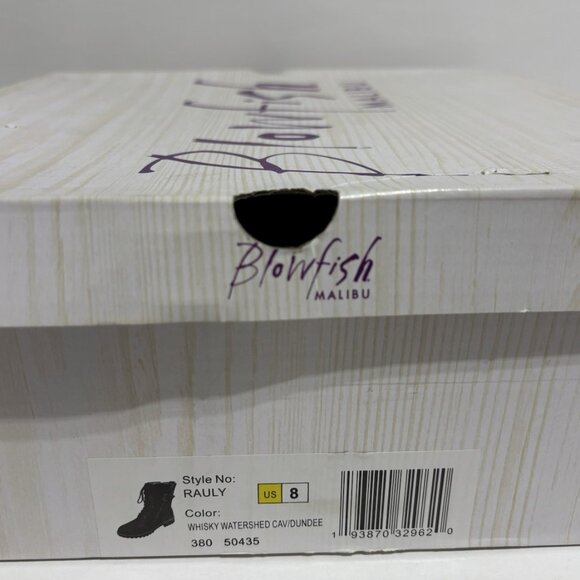 Blowfish
MALIBU
Blowfish
MALIBU
Style No:
RAULY
US 8
Color:
WHISKY WATERSHED CAV/DUNDEE
380 50435
1 93870 32962 0